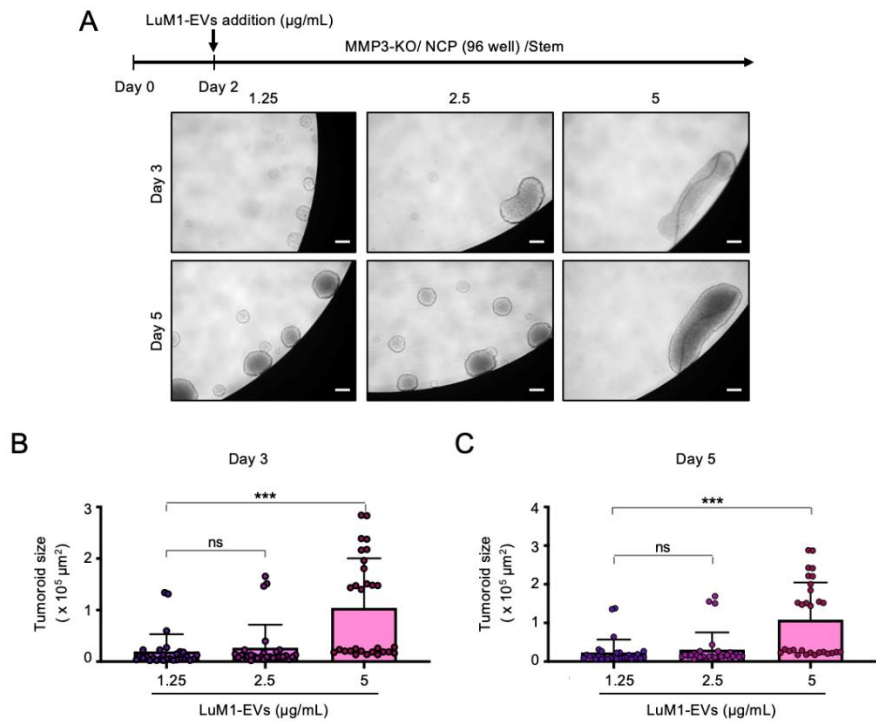 A
LuM1-EVs addition (µg/mL)
MMP3-KO/ NCP (96 well) /Stem
Day 0
Day 2
1.25
2.5
5
Day 3
Day 5
B
Day 3
Tumoroid size
( x 10⁵ µm²)
3
2
1
0
***
ns
1.25
2.5
5
LuM1-EVs (µg/mL)
C
Day 5
Tumoroid size
( x 10⁵ µm²)
4
3
2
1
0
***
ns
1.25
2.5
5
LuM1-EVs (µg/mL)